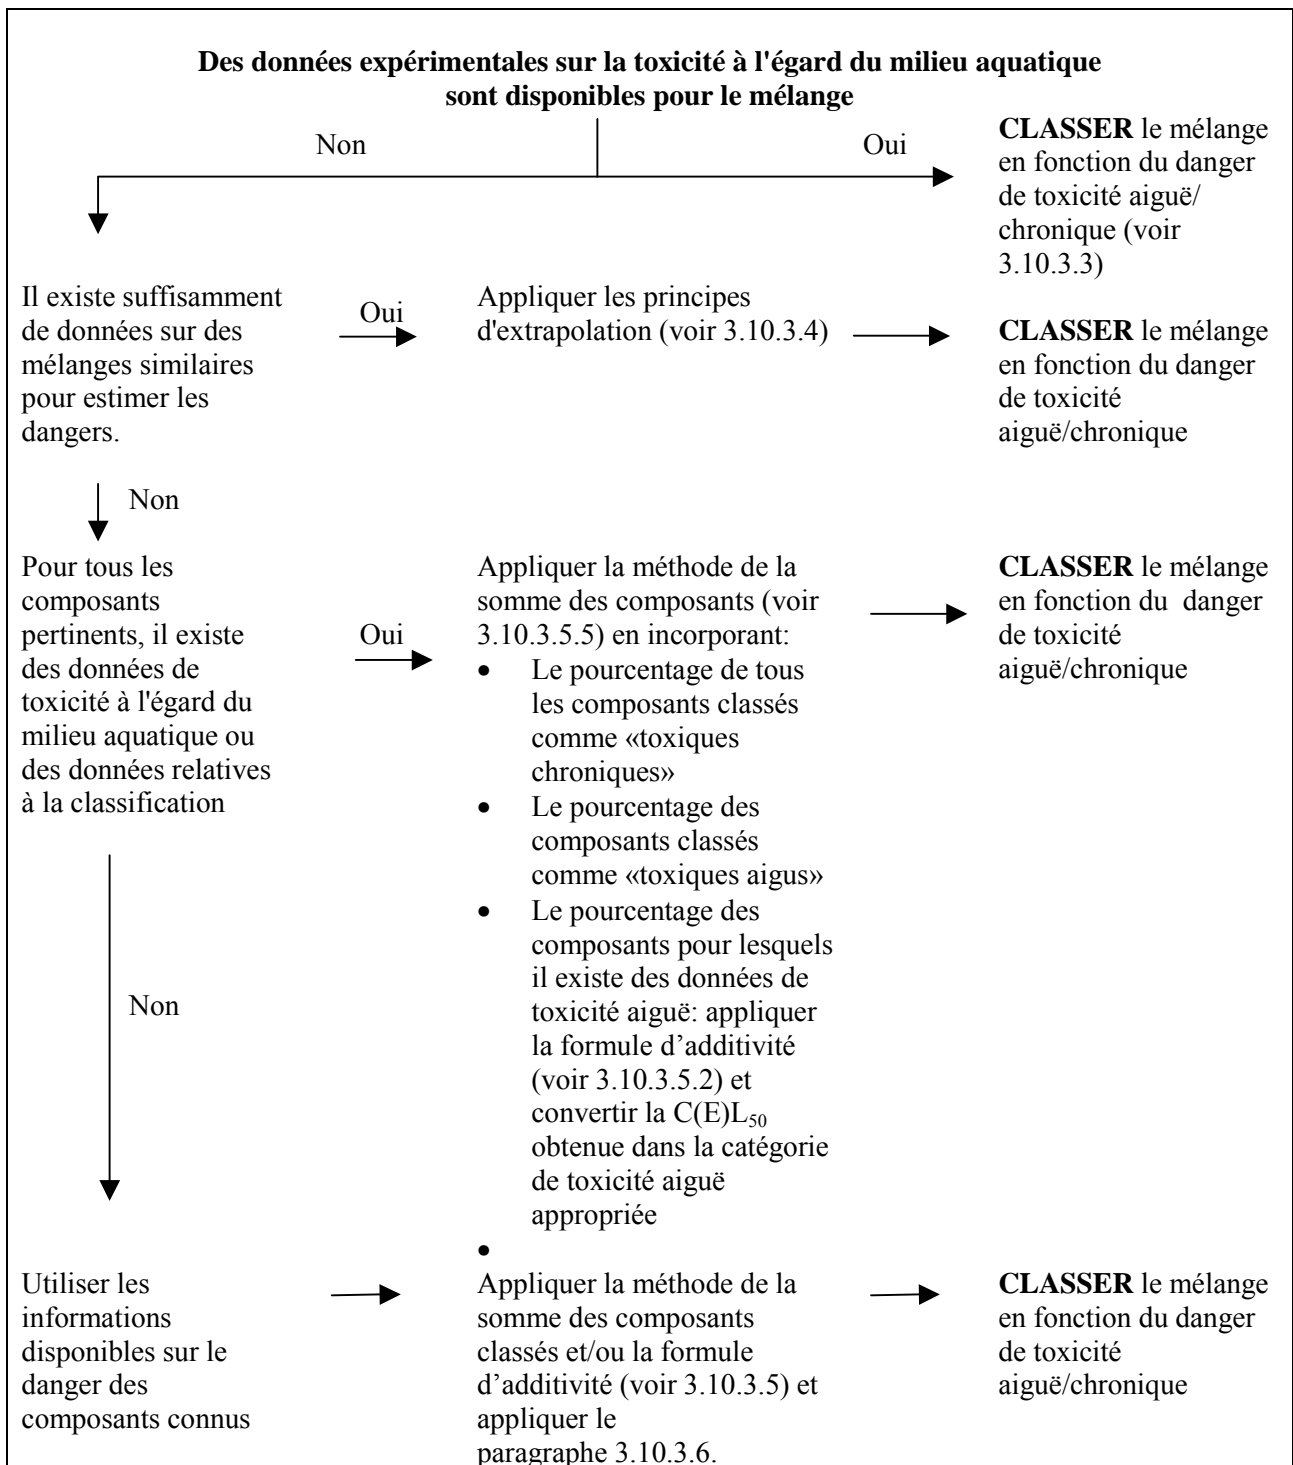 Des données expérimentales sur la toxicité à l'égard du milieu aquatique
sont disponibles pour le mélange
Non
Oui
CLASSER le mélange
en fonction du danger
de toxicité aiguë/
chronique (voir
3.10.3.3)
Il existe suffisamment
de données sur des
mélanges similaires
pour estimer les
dangers.
Oui
Appliquer les principes
d'extrapolation (voir 3.10.3.4)
CLASSER le mélange
en fonction du danger
de toxicité
aiguë/chronique
Non
Pour tous les
composants
pertinents, il existe
des données de
toxicité à l'égard du
milieu aquatique ou
des données relatives
à la classification
Oui
Appliquer la méthode de la
somme des composants (voir
3.10.3.5.5) en incorporant:
• Le pourcentage de tous
les composants classés
comme «toxiques
chroniques»
• Le pourcentage des
composants classés
comme «toxiques aigus»
• Le pourcentage des
composants pour lesquels
il existe des données de
toxicité aiguë: appliquer
la formule d’additivité
(voir 3.10.3.5.2) et
convertir la C(E)L50
obtenue dans la catégorie
de toxicité aiguë
appropriée
•
CLASSER le mélange
en fonction du danger
de toxicité
aiguë/chronique
Non
Utiliser les
informations
disponibles sur le
danger des
composants connus
Appliquer la méthode de la
somme des composants
classés et/ou la formule
d’additivité (voir 3.10.3.5) et
appliquer le
paragraphe 3.10.3.6.
CLASSER le mélange
en fonction du danger
de toxicité
aiguë/chronique